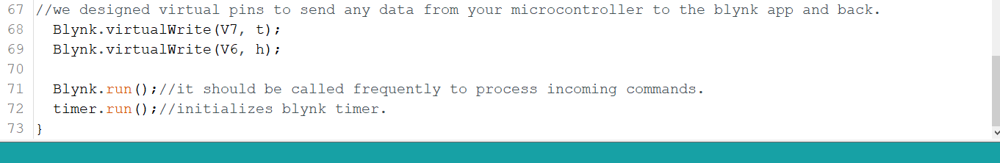 67 //we designed virtual pins to send any data from your microcontroller to the blynk app and back.
68 Blynk.virtualWrite(V7, t);
69 Blynk.virtualWrite(V6, h);
70
71 Blynk.run();//it should be called frequently to process incoming commands.
72 timer.run();//initializes blynk timer.
73 }